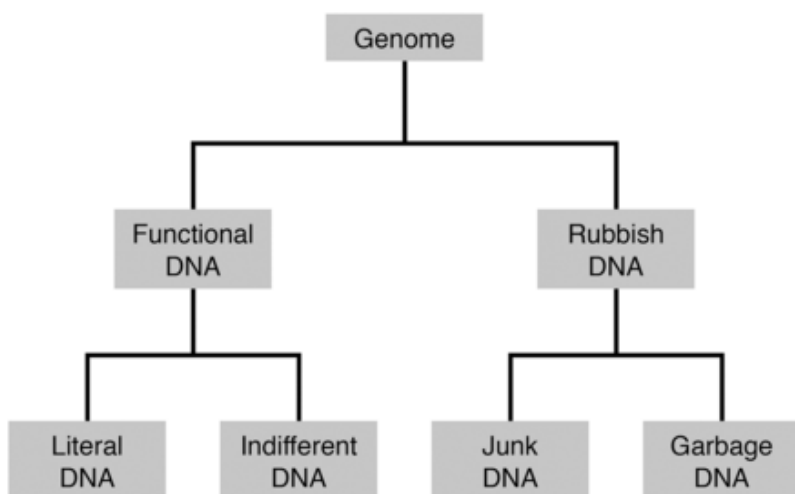 Genome
Functional
DNA
Rubbish
DNA
Literal
DNA
Indifferent
DNA
Junk
DNA
Garbage
DNA